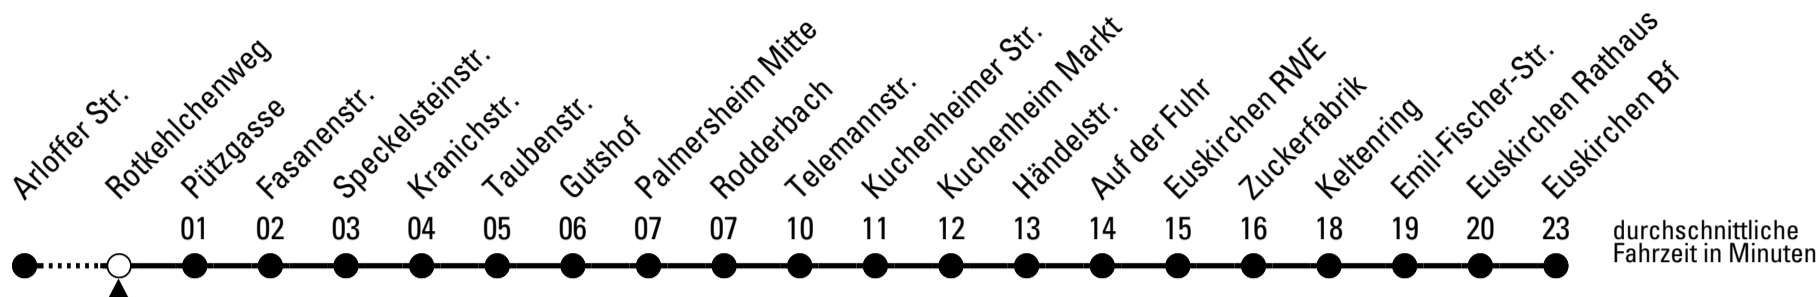 Arloffer Str.
Rotkehlchenweg
Pützgasse
Fasanenstr.
Speckelsteinstr.
Kranichstr.
Taubenstr.
Gutshof
Palmersheim Mitte
Rodderbach
Telemannstr.
Kuchenheimer Str.
Kuchenheim Markt
Händelstr.
Auf der Fuhr
Euskirchen RWE
Zuckerfabrik
Keltenring
Emil-Fischer-Str.
Euskirchen Rathaus
Euskirchen Bf
01 02 03 04 05 06 07 07 10 11 12 13 14 15 16 18 19 20 23
durchschnittliche
Fahrzeit in Minuten